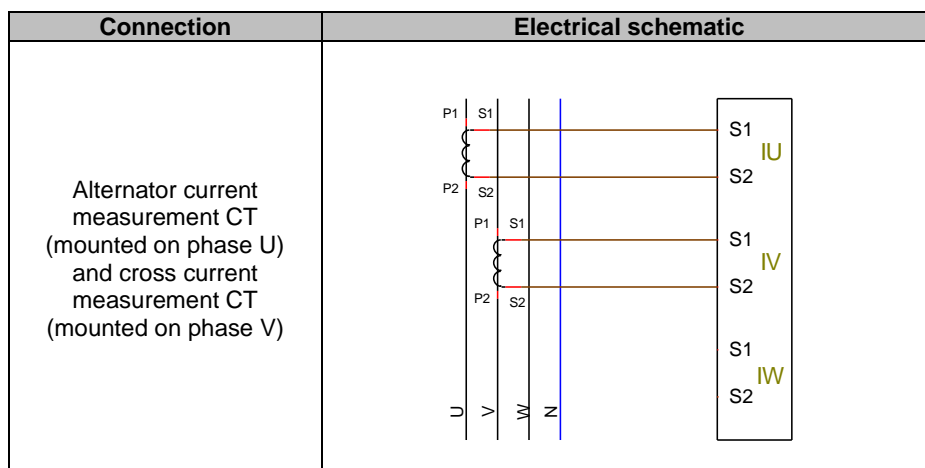 Connection Electrical schematic
Alternator current
measurement CT
(mounted on phase U)
and cross current
measurement CT
(mounted on phase V)
P1 S1
S1
IU
S2
P2 S2
P1 S1
S1
IV
S2
P2 S2
S1
IW
S2
U V W N